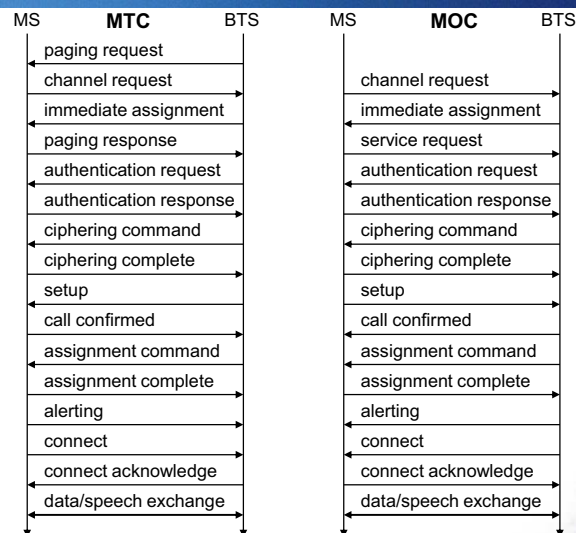 MS MTC BTS
paging request
channel request
immediate assignment
paging response
authentication request
authentication response
ciphering command
ciphering complete
setup
call confirmed
assignment command
assignment complete
alerting
connect
connect acknowledge
data/speech exchange
MS MOC BTS
channel request
immediate assignment
service request
authentication request
authentication response
ciphering command
ciphering complete
setup
call confirmed
assignment command
assignment complete
alerting
connect
connect acknowledge
data/speech exchange